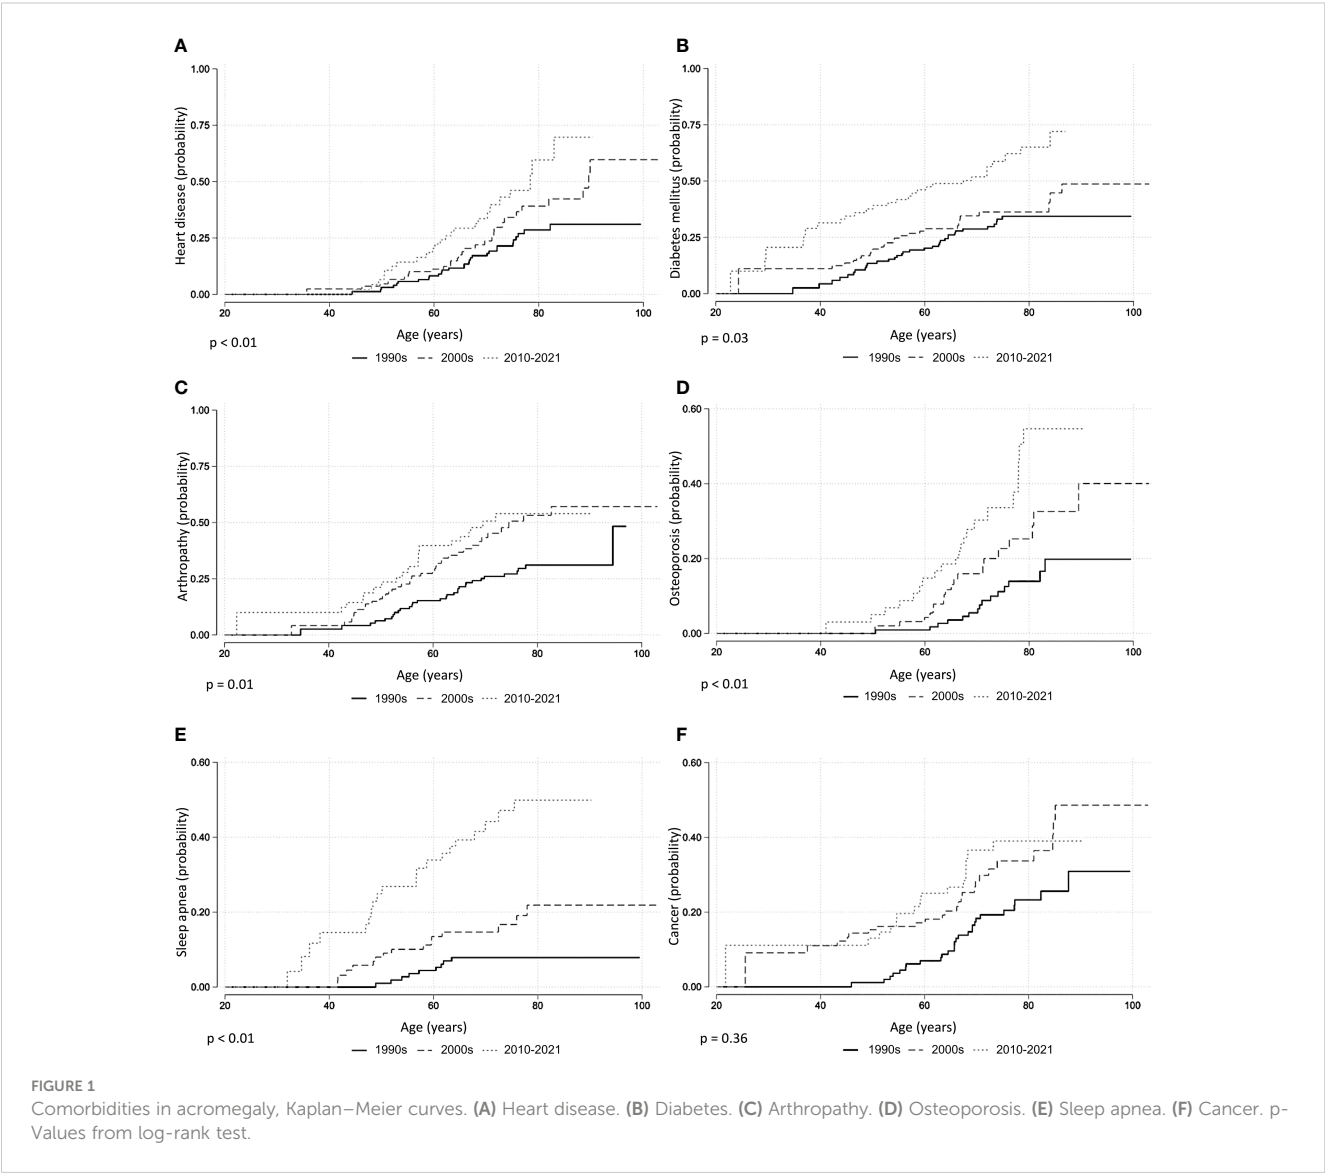 A
Heart disease (probability)
1.00
0.75
0.50
0.25
0.00
20 40 60 80 100
Age (years)
p < 0.01
1990s 2000s 2010-2021
B
Diabetes mellitus (probability)
1.00
0.75
0.50
0.25
0.00
20 40 60 80 100
Age (years)
p = 0.03
1990s 2000s 2010-2021
C
Arthropathy (probability)
1.00
0.75
0.50
0.25
0.00
20 40 60 80 100
Age (years)
p = 0.01
1990s 2000s 2010-2021
D
Osteoporosis (probability)
0.60
0.40
0.20
0.00
20 40 60 80 100
Age (years)
p < 0.01
1990s 2000s 2010-2021
E
Sleep apnea (probability)
0.60
0.40
0.20
0.00
20 40 60 80 100
Age (years)
p < 0.01
1990s 2000s 2010-2021
F
Cancer (probability)
0.60
0.40
0.20
0.00
20 40 60 80 100
Age (years)
p = 0.36
1990s 2000s 2010-2021
FIGURE 1
Comorbidities in acromegaly, Kaplan–Meier curves. (A) Heart disease. (B) Diabetes. (C) Arthropathy. (D) Osteoporosis. (E) Sleep apnea. (F) Cancer. p-
Values from log-rank test.